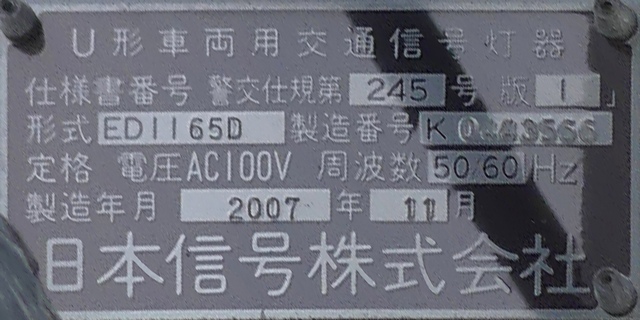 U形車両用交通信号灯器
仕様書番号 警交仕規第 245 号 版 1 」
形式 ED1165D 製造番号 K
定格 電圧AC100V 周波数 50/60 Hz
製造年月 2007 年 11 月
日本信号株式会社